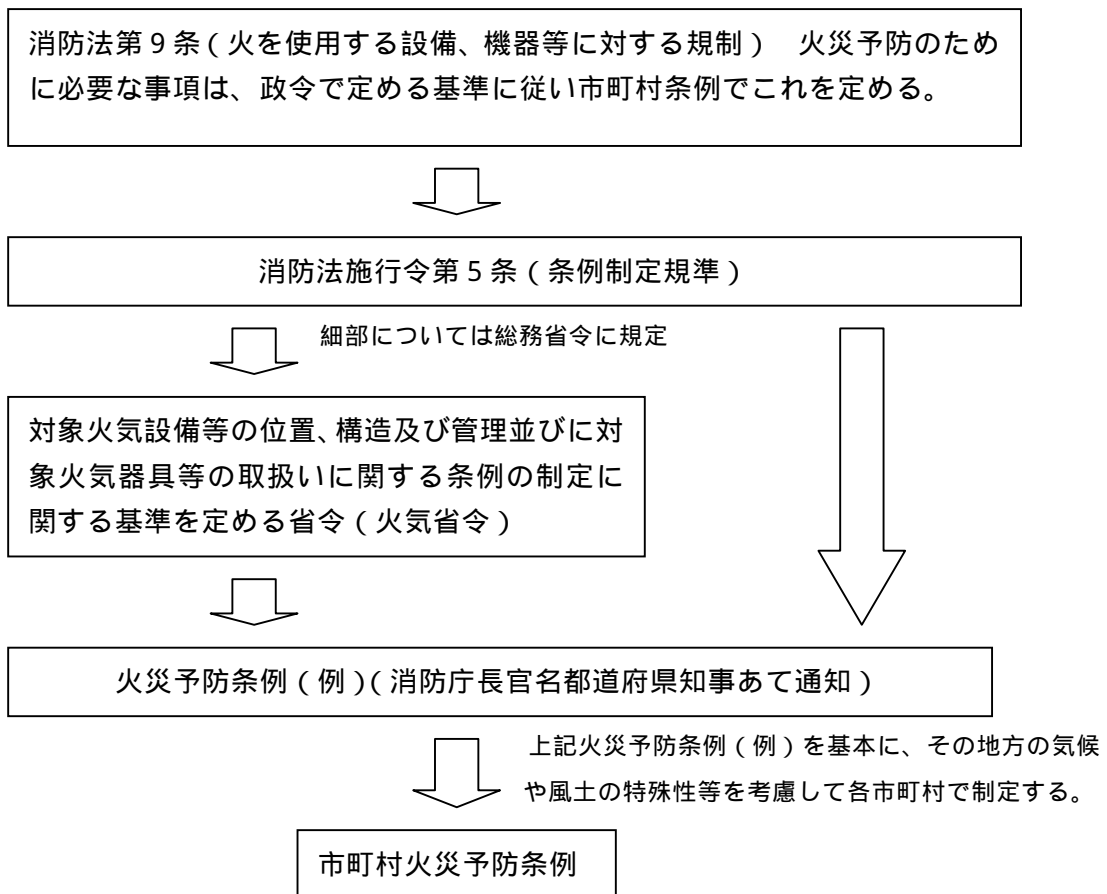 消防法第９条（火を使用する設備、機器等に対する規制）　火災予防のため
に必要な事項は、政令で定める基準に従い市町村条例でこれを定める。
消防法施行令第５条（条例制定規準）
細部については総務省令に規定
対象火気設備等の位置、構造及び管理並びに対
象火気器具等の取扱いに関する条例の制定に
関する基準を定める省令（火気省令）
火災予防条例（例）（消防庁長官名都道府県知事あて通知）
上記火災予防条例（例）を基本に、その地方の気候
や風土の特殊性等を考慮して各市町村で制定する。
市町村火災予防条例